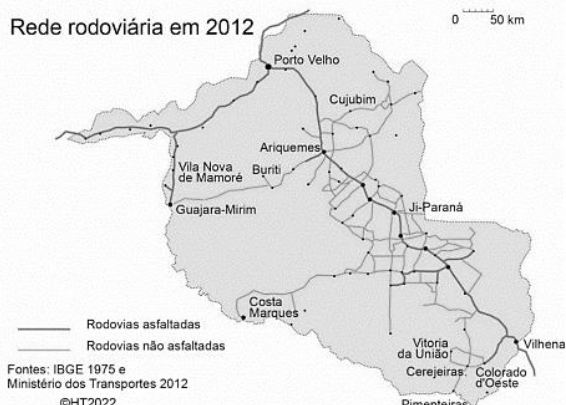 Rede rodoviária em 2012
0 50 km
Porto Velho
Cujubim
Ariquemes
Vila Nova
de Mamoré
Buriti
Guajara-Mirim
Ji-Paraná
Costa
Marques
Rodovias asfaltadas
Rodovias não asfaltadas
Vitoria
da União
Vilhena
Cerejeiras
Colorado
d'Oeste
Pimenteiras
Fontes: IBGE 1975 e
Ministério dos Transportes 2012
©HT2022